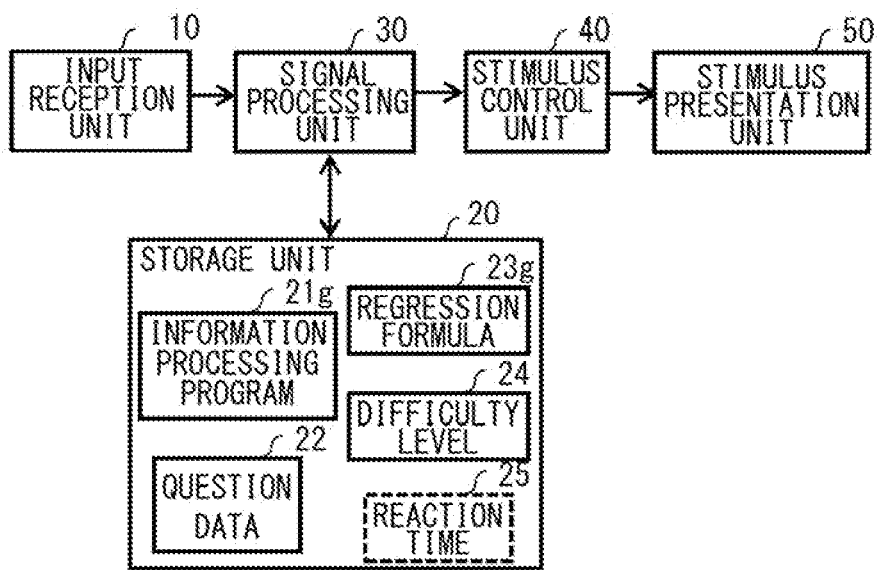 10
INPUT
RECEPTION
UNIT
30
SIGNAL
PROCESSING
UNIT
40
STIMULUS
CONTROL
UNIT
50
STIMULUS
PRESENTATION
UNIT
20
STORAGE UNIT
21g
INFORMATION
PROCESSING
PROGRAM
23g
REGRESSION
FORMULA
24
DIFFICULTY
LEVEL
22
QUESTION
DATA
25
REACTION
TIME